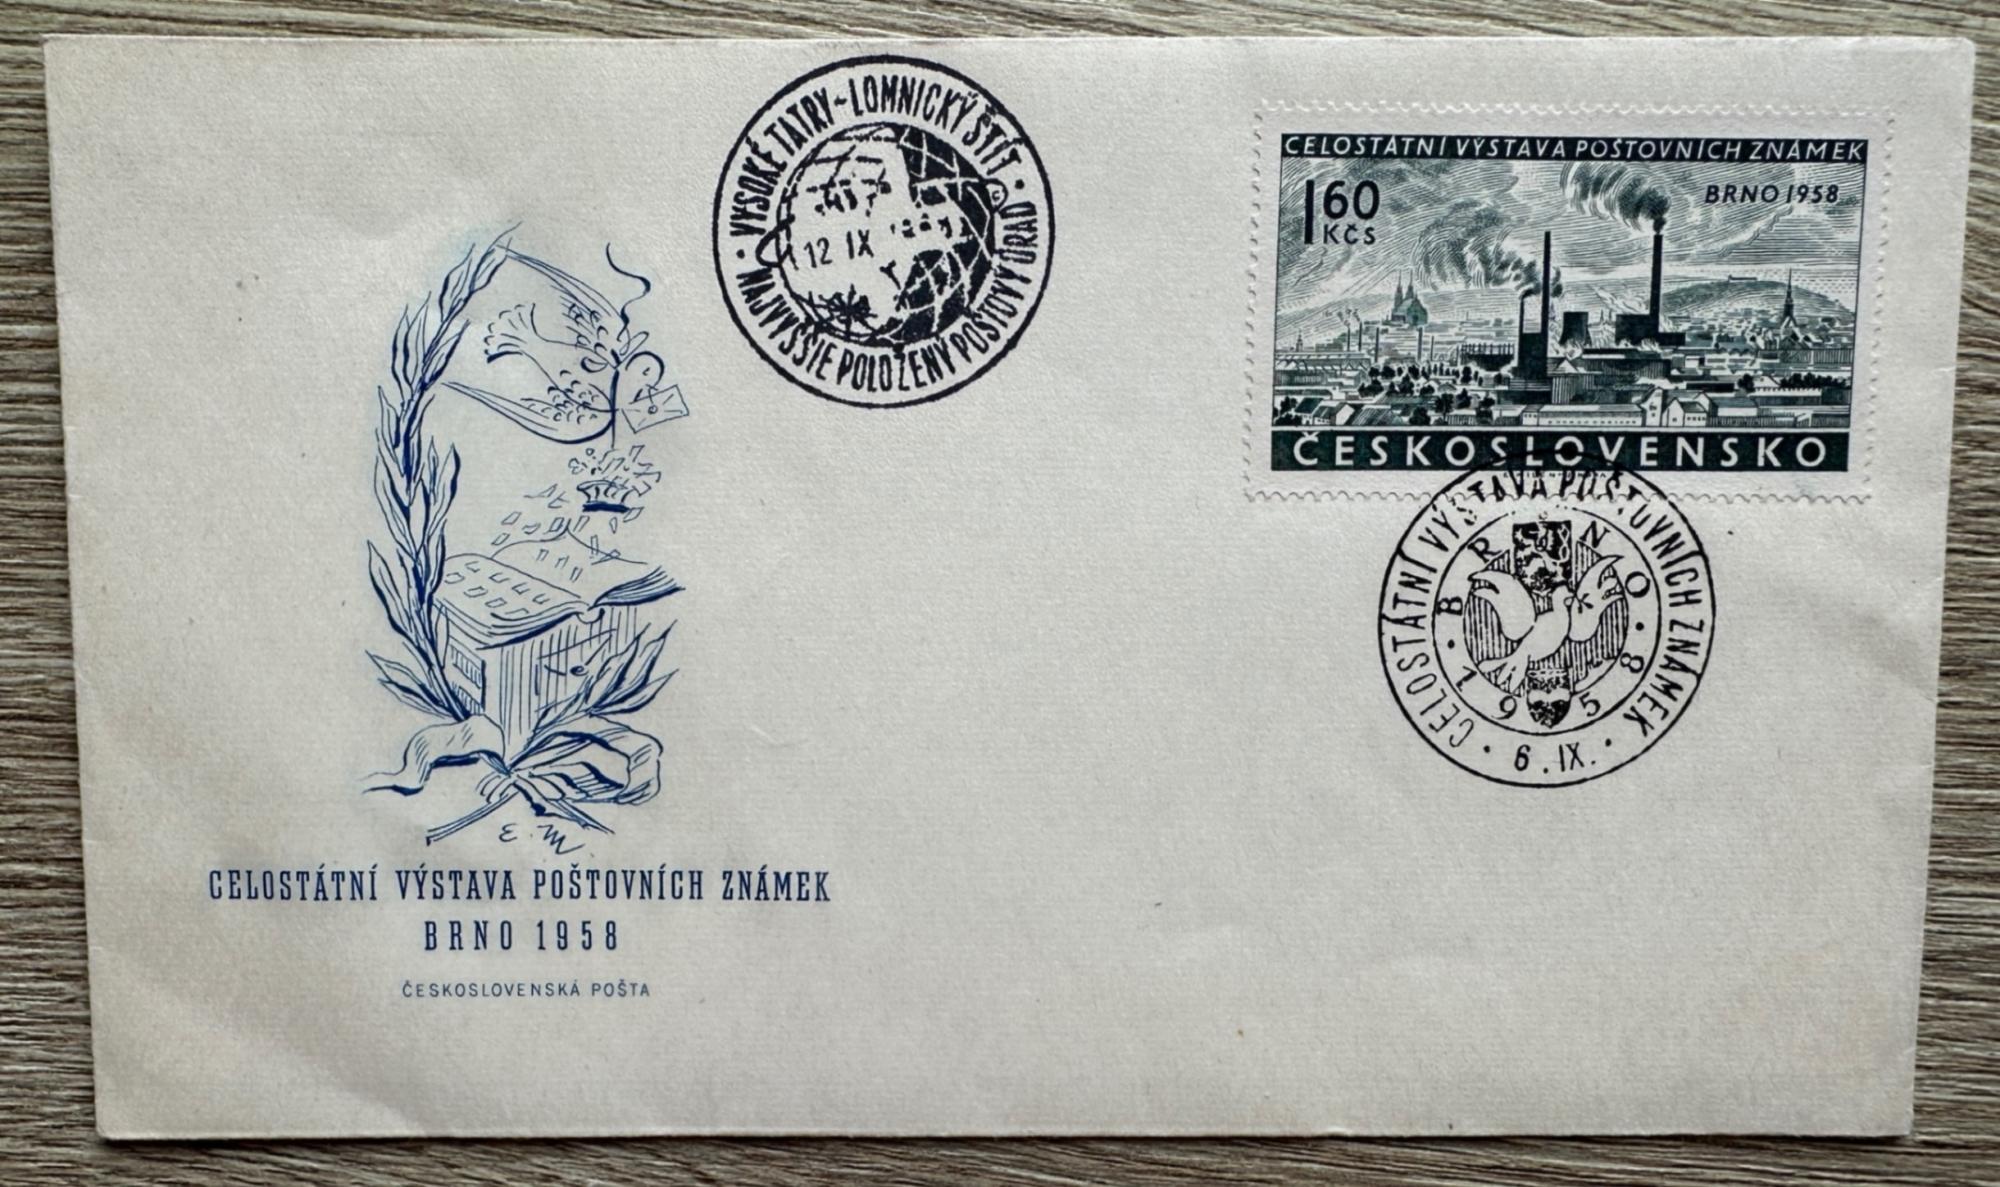 VYSOKÉ TATRY - LOMNICKÝ ŠTÍT
12 IX
NAJVYŠŠIE POLOŽENÝ POŠTOVÝ ÚRAD
CELOSTÁTNÍ VÝSTAVA POŠTOVNÍCH ZNÁMEK
1 60
KČS
BRNO 1958
ČESKOSLOVENSKO
CELOSTÁTNÍ VÝSTAVA POŠTOVNÍCH ZNÁMEK
BRNO
1958
6. IX.
E. M
CELOSTÁTNÍ VÝSTAVA POŠTOVNÍCH ZNÁMEK
BRNO 1958
ČESKOSLOVENSKÁ POŠTA